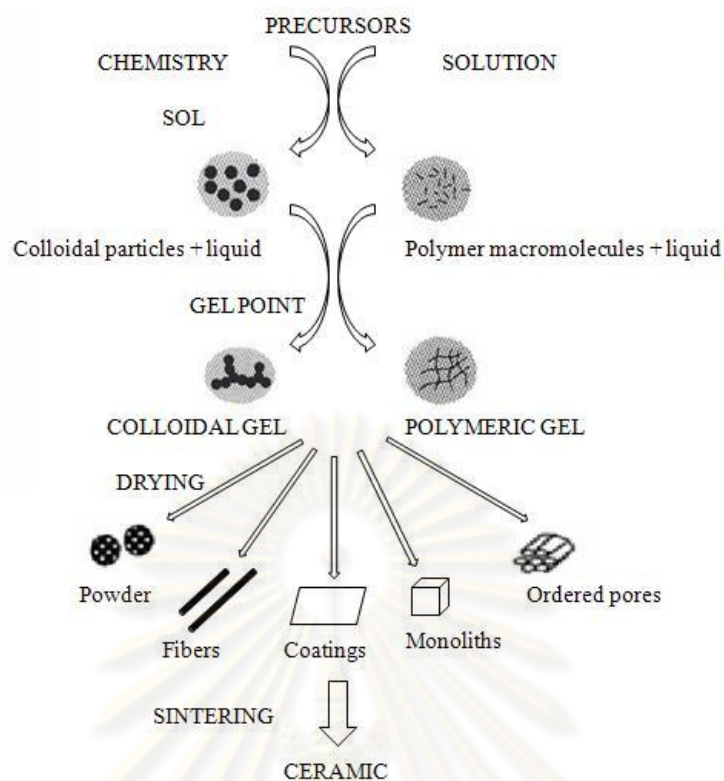 PRECURSORS
CHEMISTRY
SOLUTION
SOL
Colloidal particles + liquid
Polymer macromolecules + liquid
GEL POINT
COLLOIDAL GEL
POLYMERIC GEL
DRYING
Powder
Fibers
Coatings
Monoliths
Ordered pores
SINTERING
CERAMIC